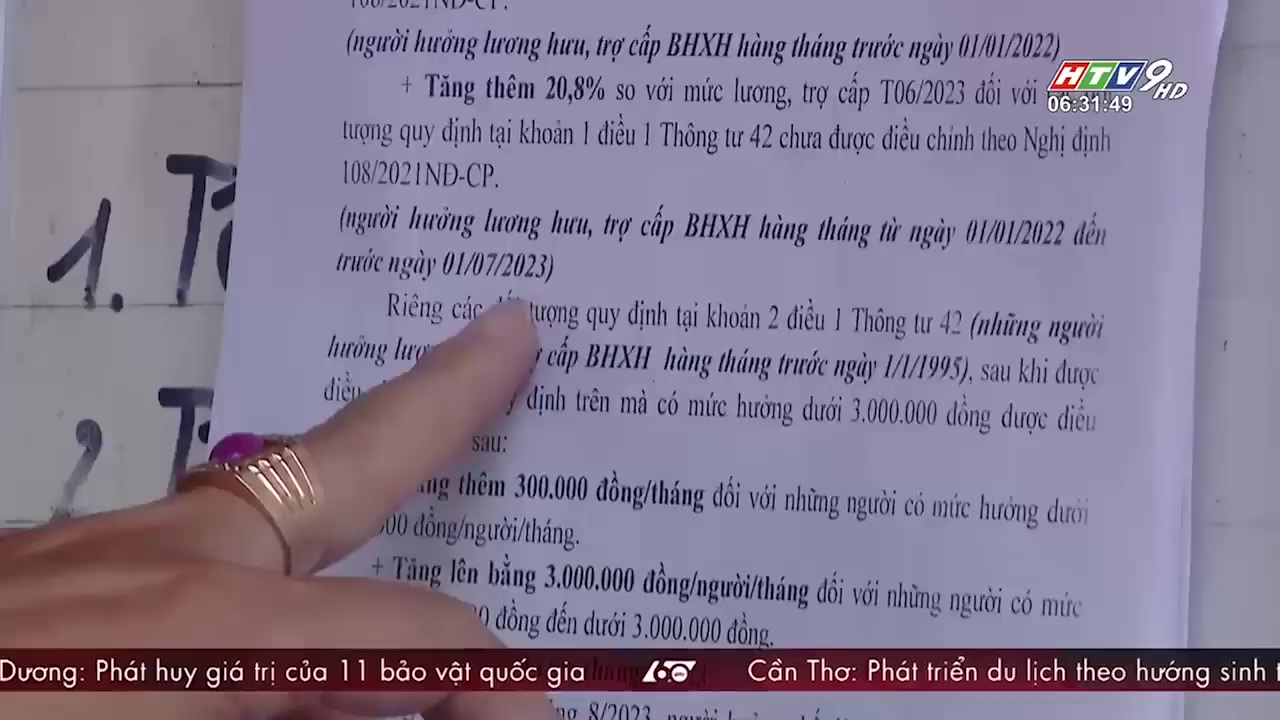 108/2021NĐ-CP.
(người hưởng lương hưu, trợ cấp BHXH hàng tháng trước ngày 01/01/2022)
+ Tăng thêm 20,8% so với mức lương, trợ cấp T06/2023 đối với
tượng quy định tại khoản 1 điều 1 Thông tư 42 chưa được điều chỉnh theo Nghị định
108/2021NĐ-CP.
(người hưởng lương hưu, trợ cấp BHXH hàng tháng từ ngày 01/01/2022 đến
trước ngày 01/07/2023)
Riêng các tượng quy định tại khoản 2 điều 1 Thông tư 42 (những người
hưởng cấp BHXH hàng tháng trước ngày 1/1/1995), sau khi được
định trên mà có mức hưởng dưới 3.000.000 đồng được điều
sau:
thêm 300.000 đồng/tháng đối với những người có mức hưởng dưới
đồng/người/tháng.
+ Tăng lên bằng 3.000.000 đồng/người/tháng đối với những người có mức
đồng đến dưới 3.000.000 đồng.
8/2023
HTV9 HD
06:31:49
1.
2
Dương: Phát huy giá trị của 11 bảo vật quốc gia
60
Cần Thơ: Phát triển du lịch theo hướng sinh